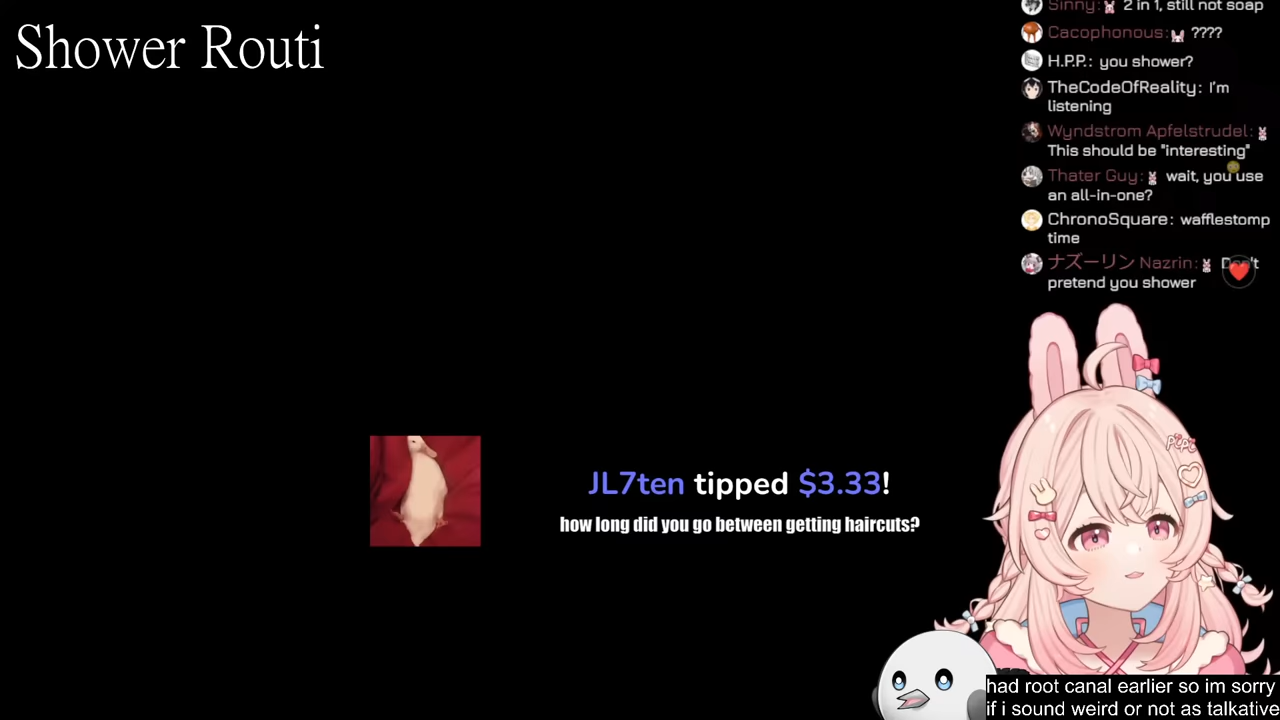 Shower Routi
Sinny: 2 in 1, still not soap
Cacophonous: ????
H.P.P.: you shower?
TheCodeOfReality: I'm
listening
Wyndstrom Apfelstrudel:
This should be "interesting"
Thater Guy: wait, you use
an all-in-one?
ChronoSquare: wafflestomp
time
ナズーリン Nazrin: Don't
pretend you shower
JL7ten tipped $3.33!
how long did you go between getting haircuts?
PiPi
had root canal earlier so im sorry
if i sound weird or not as talkative